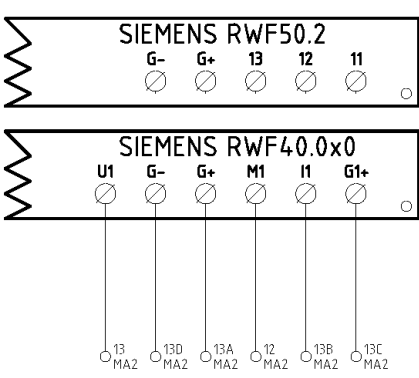 SIEMENS RWF50.2
G- G+ 13 12 11
SIEMENS RWF40.0x0
U1 G- G+ M1 I1 G1+
13 13D 13A 12 13B 13C
MA2 MA2 MA2 MA2 MA2 MA2